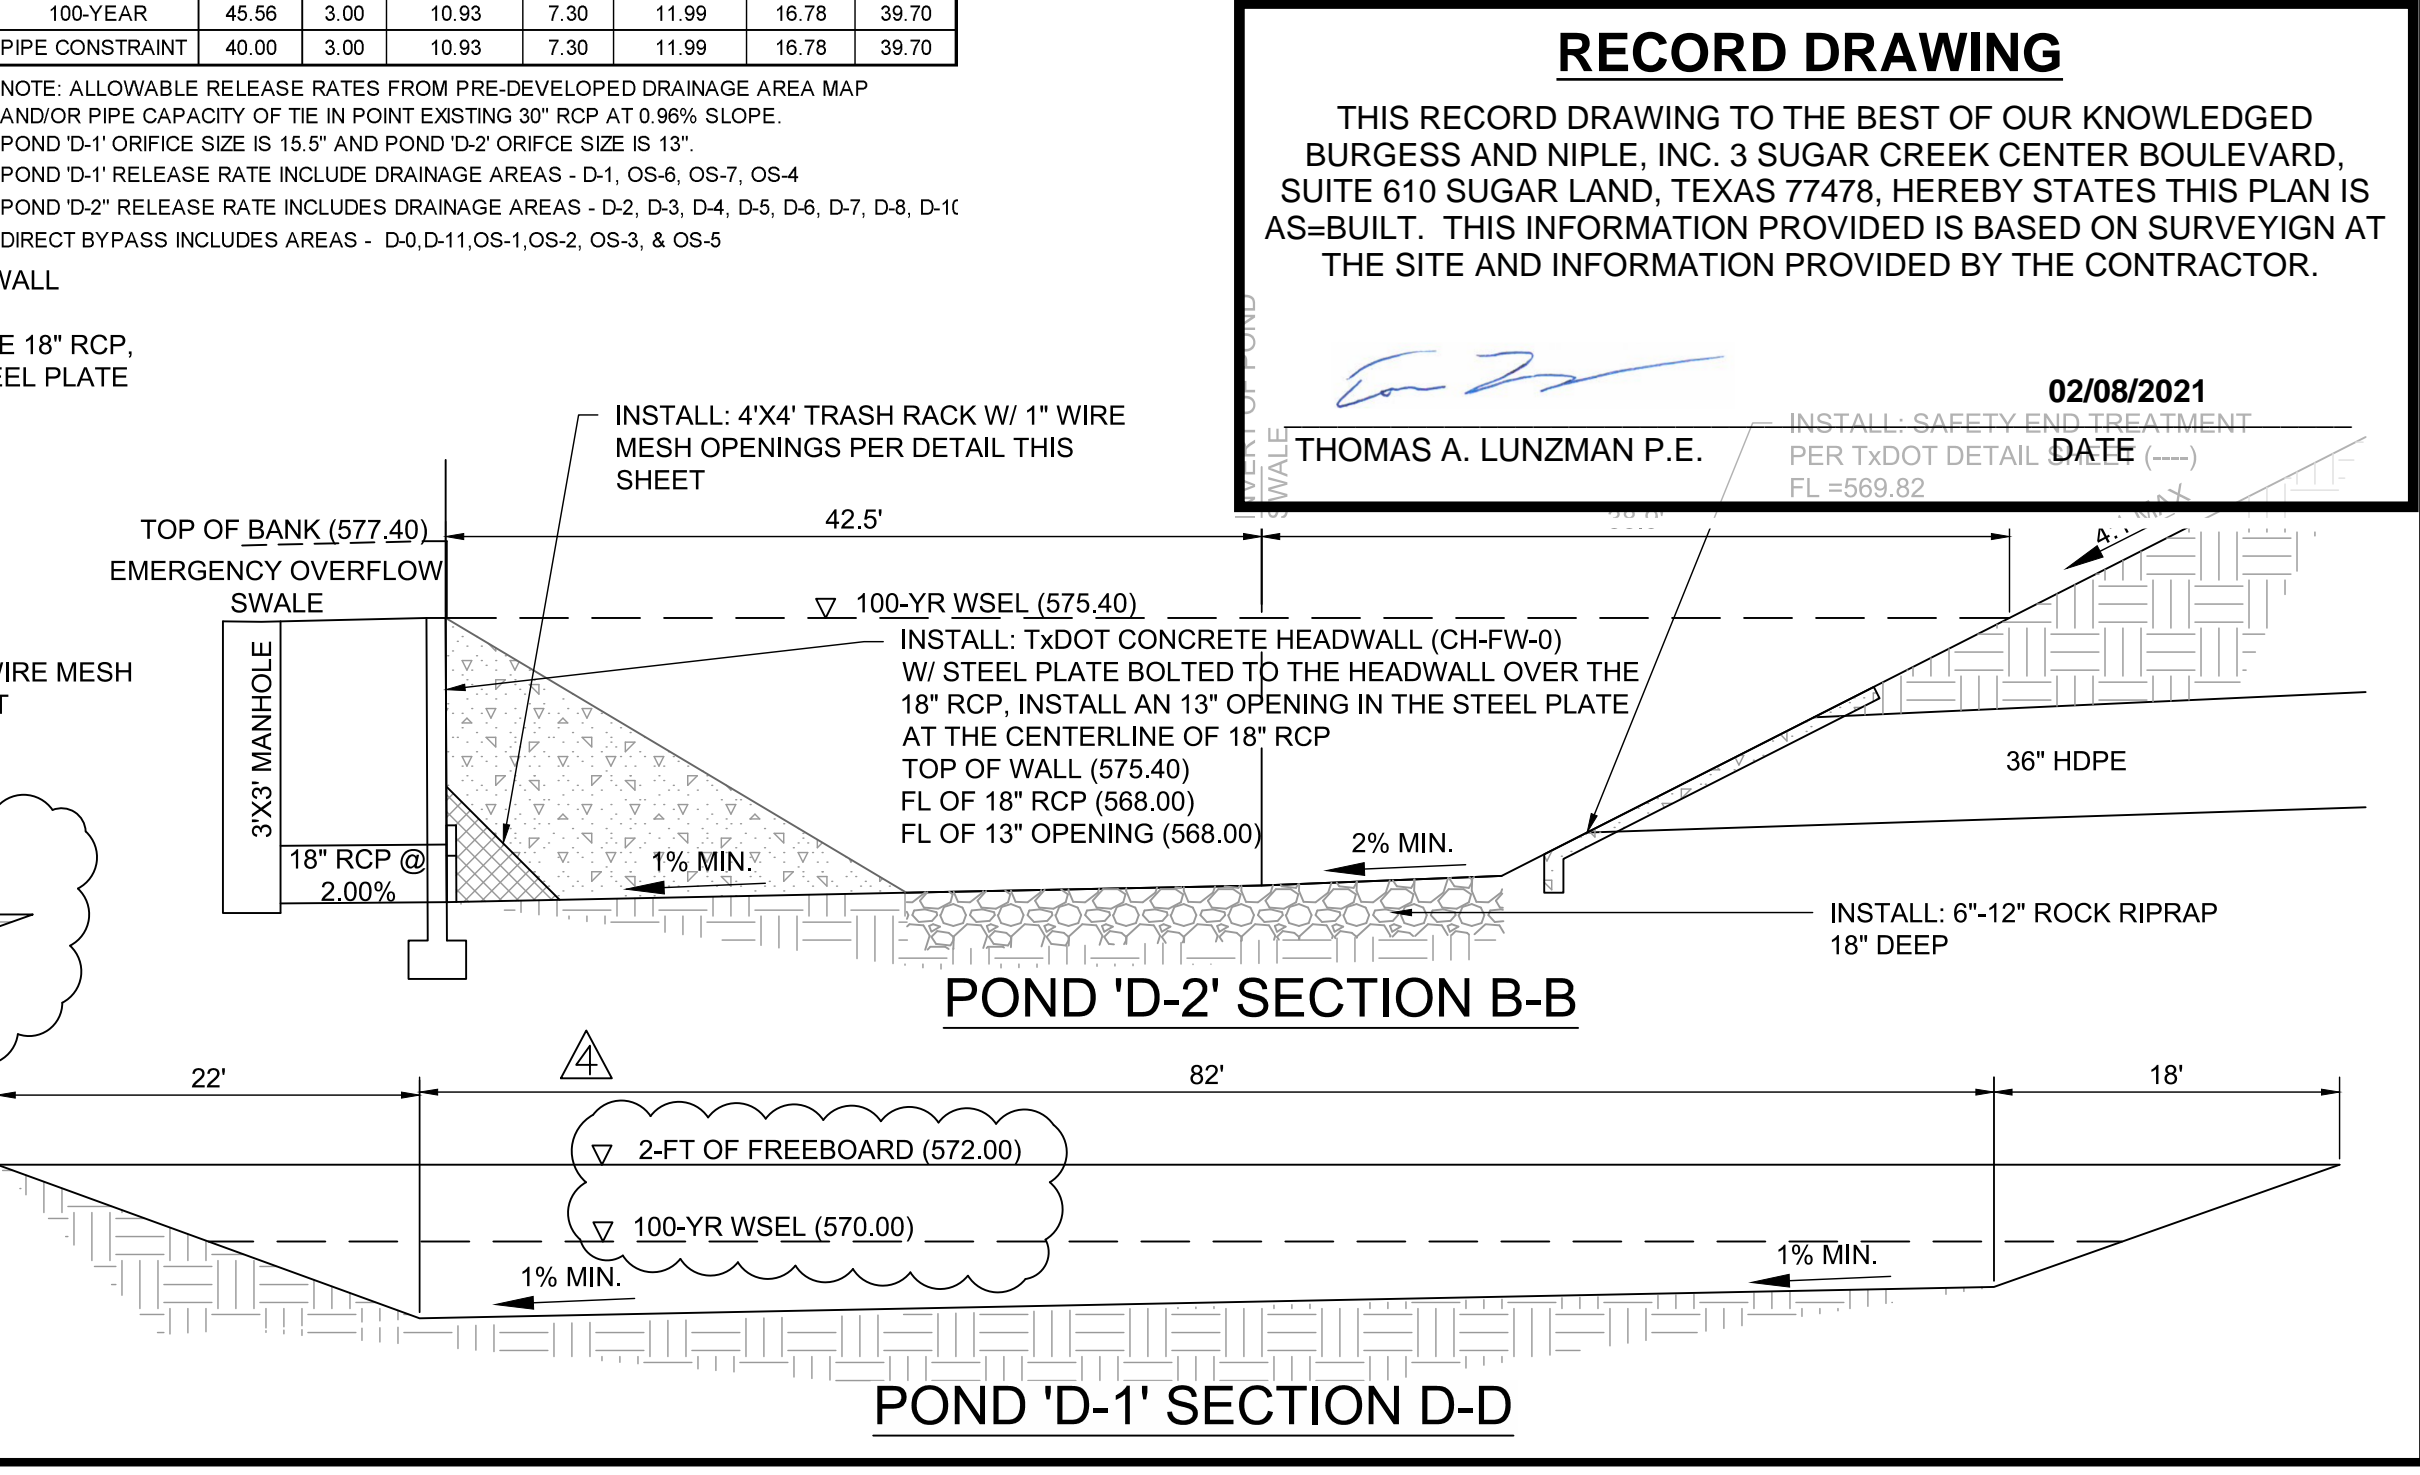 100-YEAR 45.56 3.00 10.93 7.30 11.99 16.78 39.70
PIPE CONSTRAINT 40.00 3.00 10.93 7.30 11.99 16.78 39.70
NOTE: ALLOWABLE RELEASE RATES FROM PRE-DEVELOPED DRAINAGE AREA MAP
AND/OR PIPE CAPACITY OF TIE IN POINT EXISTING 30" RCP AT 0.96% SLOPE.
POND 'D-1' ORIFICE SIZE IS 15.5" AND POND 'D-2' ORIFCE SIZE IS 13".
POND 'D-1' RELEASE RATE INCLUDE DRAINAGE AREAS - D-1, OS-6, OS-7, OS-4
POND 'D-2" RELEASE RATE INCLUDES DRAINAGE AREAS - D-2, D-3, D-4, D-5, D-6, D-7, D-8, D-10
DIRECT BYPASS INCLUDES AREAS - D-0,D-11,OS-1,OS-2, OS-3, & OS-5
WALL
E 18" RCP,
EEL PLATE
WIRE MESH
T
RECORD DRAWING
THIS RECORD DRAWING TO THE BEST OF OUR KNOWLEDGED
BURGESS AND NIPLE, INC. 3 SUGAR CREEK CENTER BOULEVARD,
SUITE 610 SUGAR LAND, TEXAS 77478, HEREBY STATES THIS PLAN IS
AS=BUILT. THIS INFORMATION PROVIDED IS BASED ON SURVEYIGN AT
THE SITE AND INFORMATION PROVIDED BY THE CONTRACTOR.
02/08/2021
THOMAS A. LUNZMAN P.E.
DATE
INVERT OF POND
SWALE
INSTALL: SAFETY END TREATMENT
PER TxDOT DETAIL SHEET (----)
FL =569.82
INSTALL: 4'X4' TRASH RACK W/ 1" WIRE
MESH OPENINGS PER DETAIL THIS
SHEET
42.5'
TOP OF BANK (577.40)
EMERGENCY OVERFLOW
SWALE
100-YR WSEL (575.40)
INSTALL: TxDOT CONCRETE HEADWALL (CH-FW-0)
W/ STEEL PLATE BOLTED TO THE HEADWALL OVER THE
18" RCP, INSTALL AN 13" OPENING IN THE STEEL PLATE
AT THE CENTERLINE OF 18" RCP
TOP OF WALL (575.40)
FL OF 18" RCP (568.00)
FL OF 13" OPENING (568.00)
3'X3' MANHOLE
18" RCP @
2.00%
1% MIN.
2% MIN.
36" HDPE
INSTALL: 6"-12" ROCK RIPRAP
18" DEEP
POND 'D-2' SECTION B-B
4
22'
82'
18'
2-FT OF FREEBOARD (572.00)
100-YR WSEL (570.00)
1% MIN.
1% MIN.
POND 'D-1' SECTION D-D